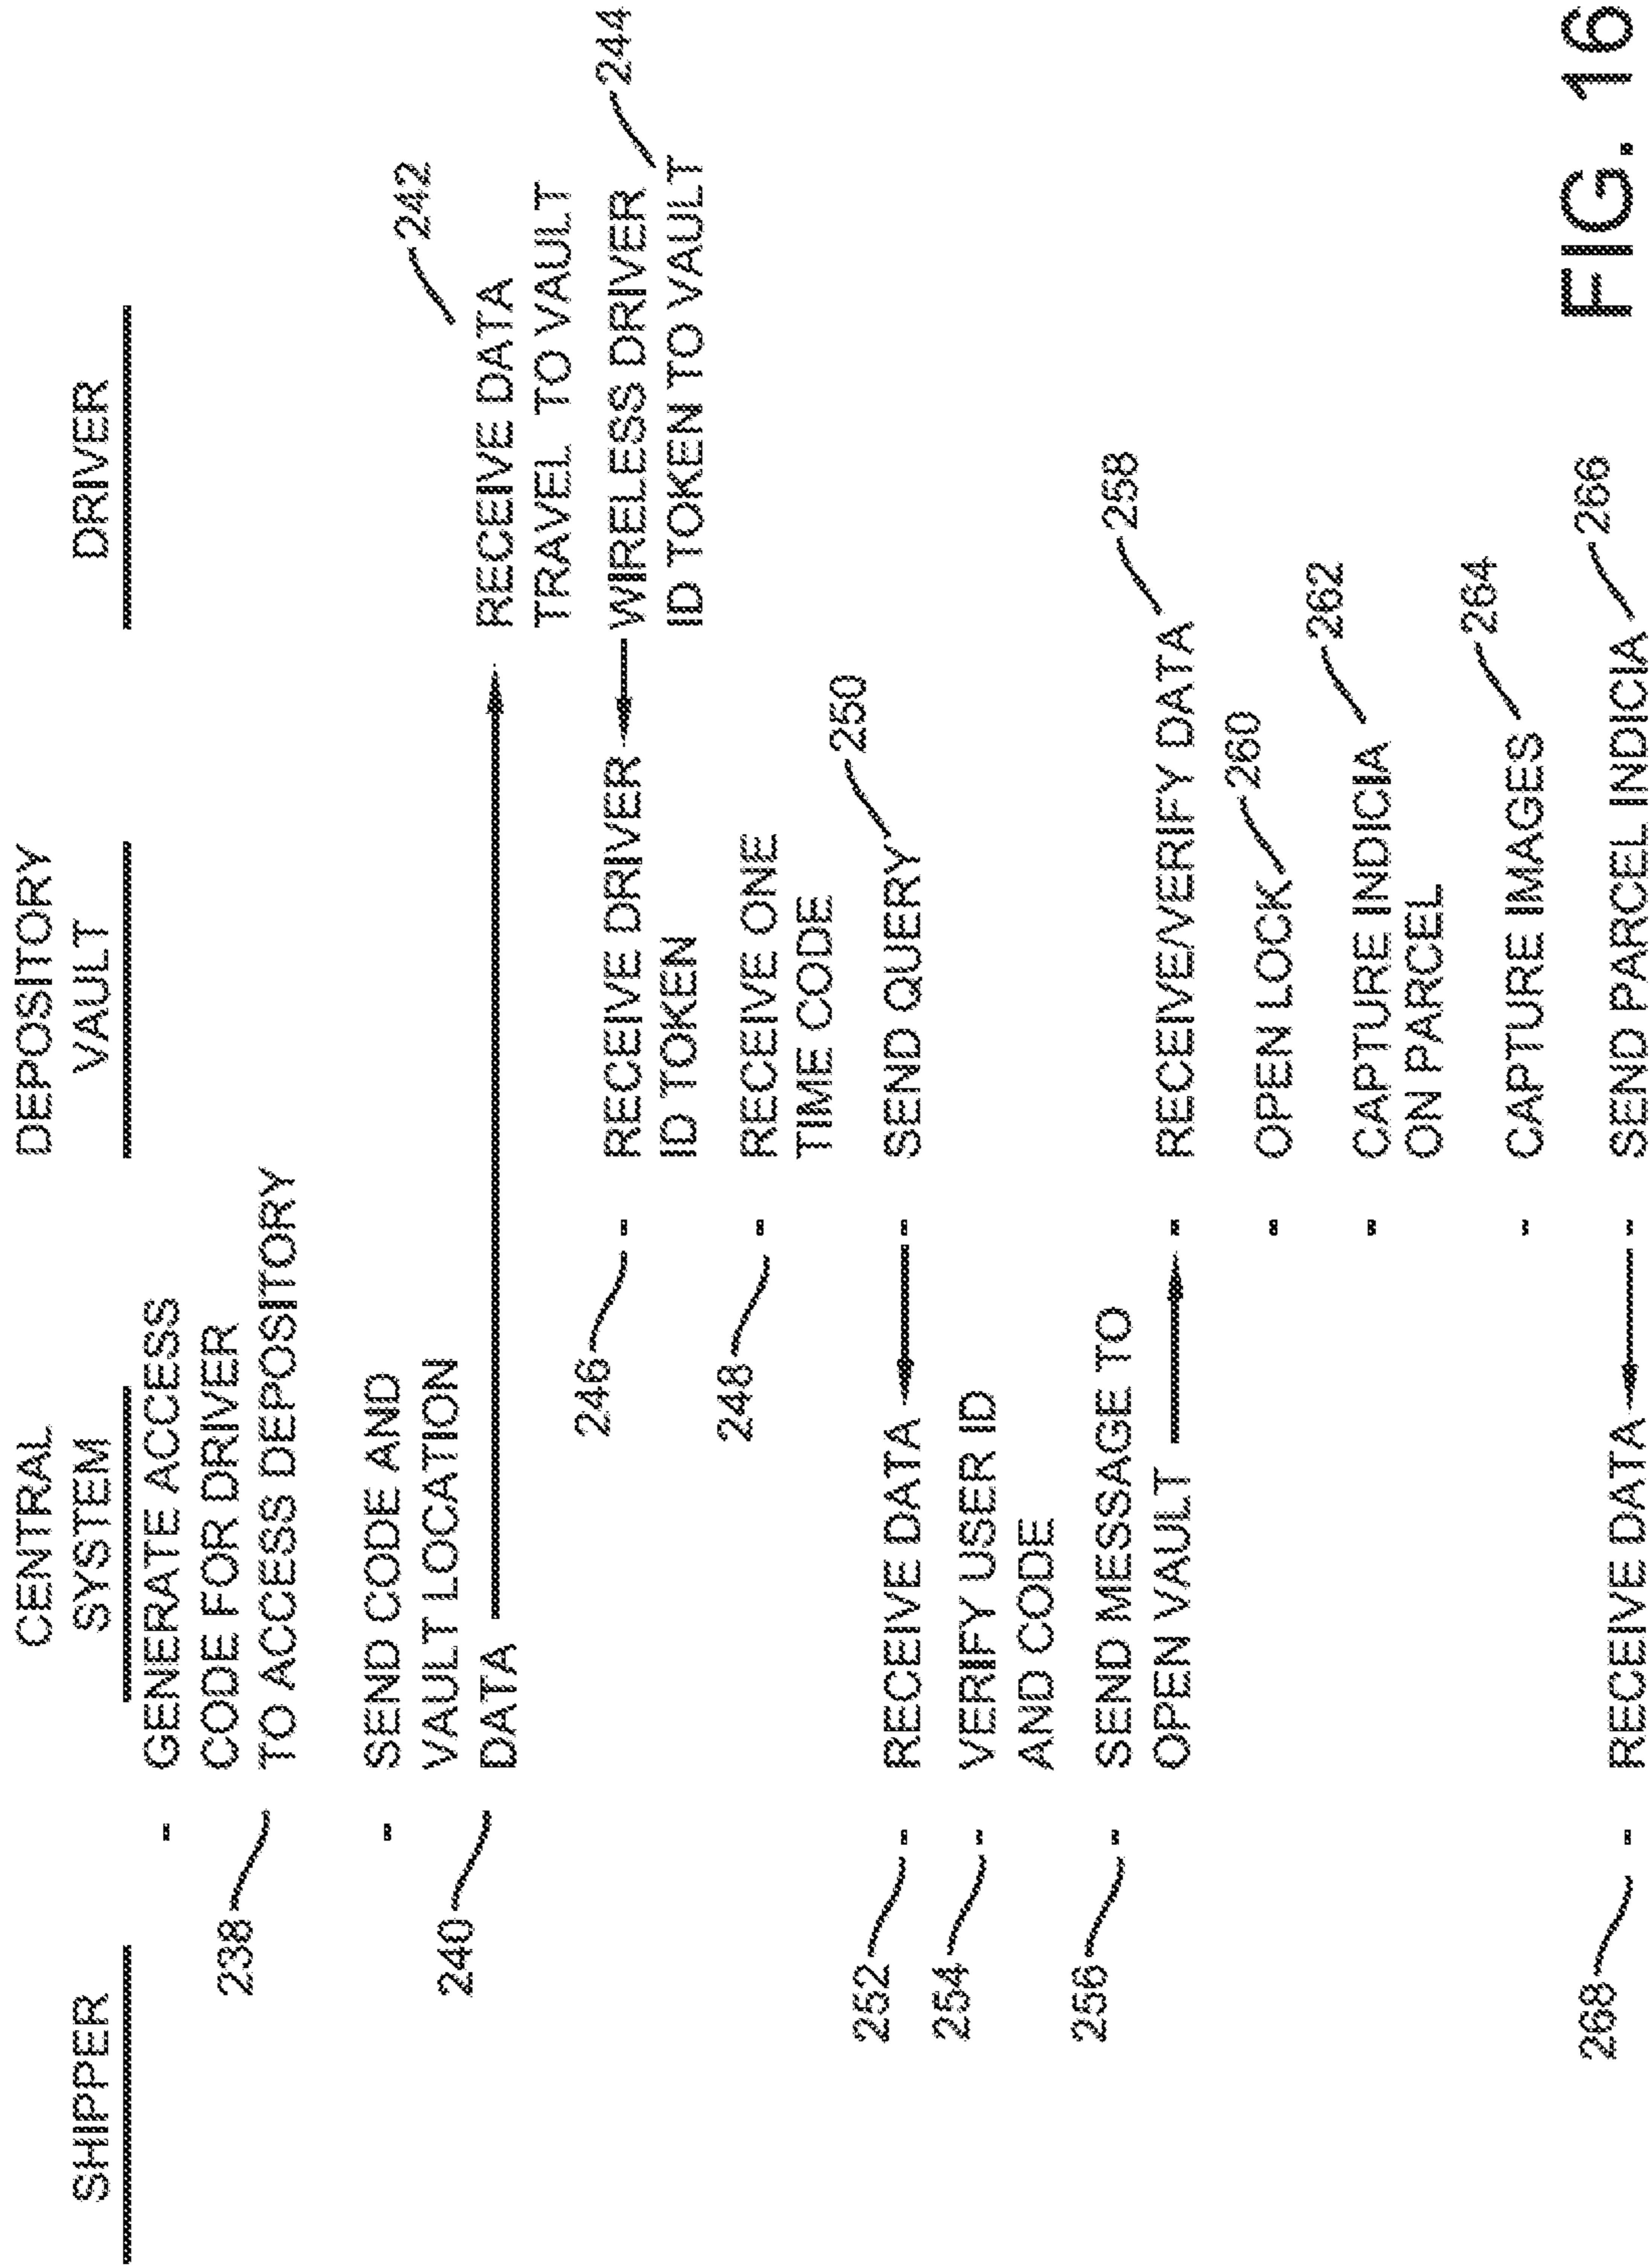 SHIPPER
CENTRAL
SYSTEM
DEPOSITORY
VAULT
DRIVER
238
- GENERATE ACCESS
CODE FOR DRIVER
TO ACCESS DEPOSITORY
240
- SEND CODE AND
VAULT LOCATION
DATA
242
RECEIVE DATA
TRAVEL TO VAULT
244
WIRELESS DRIVER
ID TOKEN TO VAULT
246
- RECEIVE DRIVER
ID TOKEN
248
- RECEIVE ONE
TIME CODE
250
- SEND QUERY
252
- RECEIVE DATA
254
- VERIFY USER ID
AND CODE
256
- SEND MESSAGE TO
OPEN VAULT
258
- RECEIVE/VERIFY DATA
260
- OPEN LOCK
262
- CAPTURE INDICIA
ON PARCEL
264
- CAPTURE IMAGES
266
- SEND PARCEL INDICIA
268
- RECEIVE DATA
FIG. 16